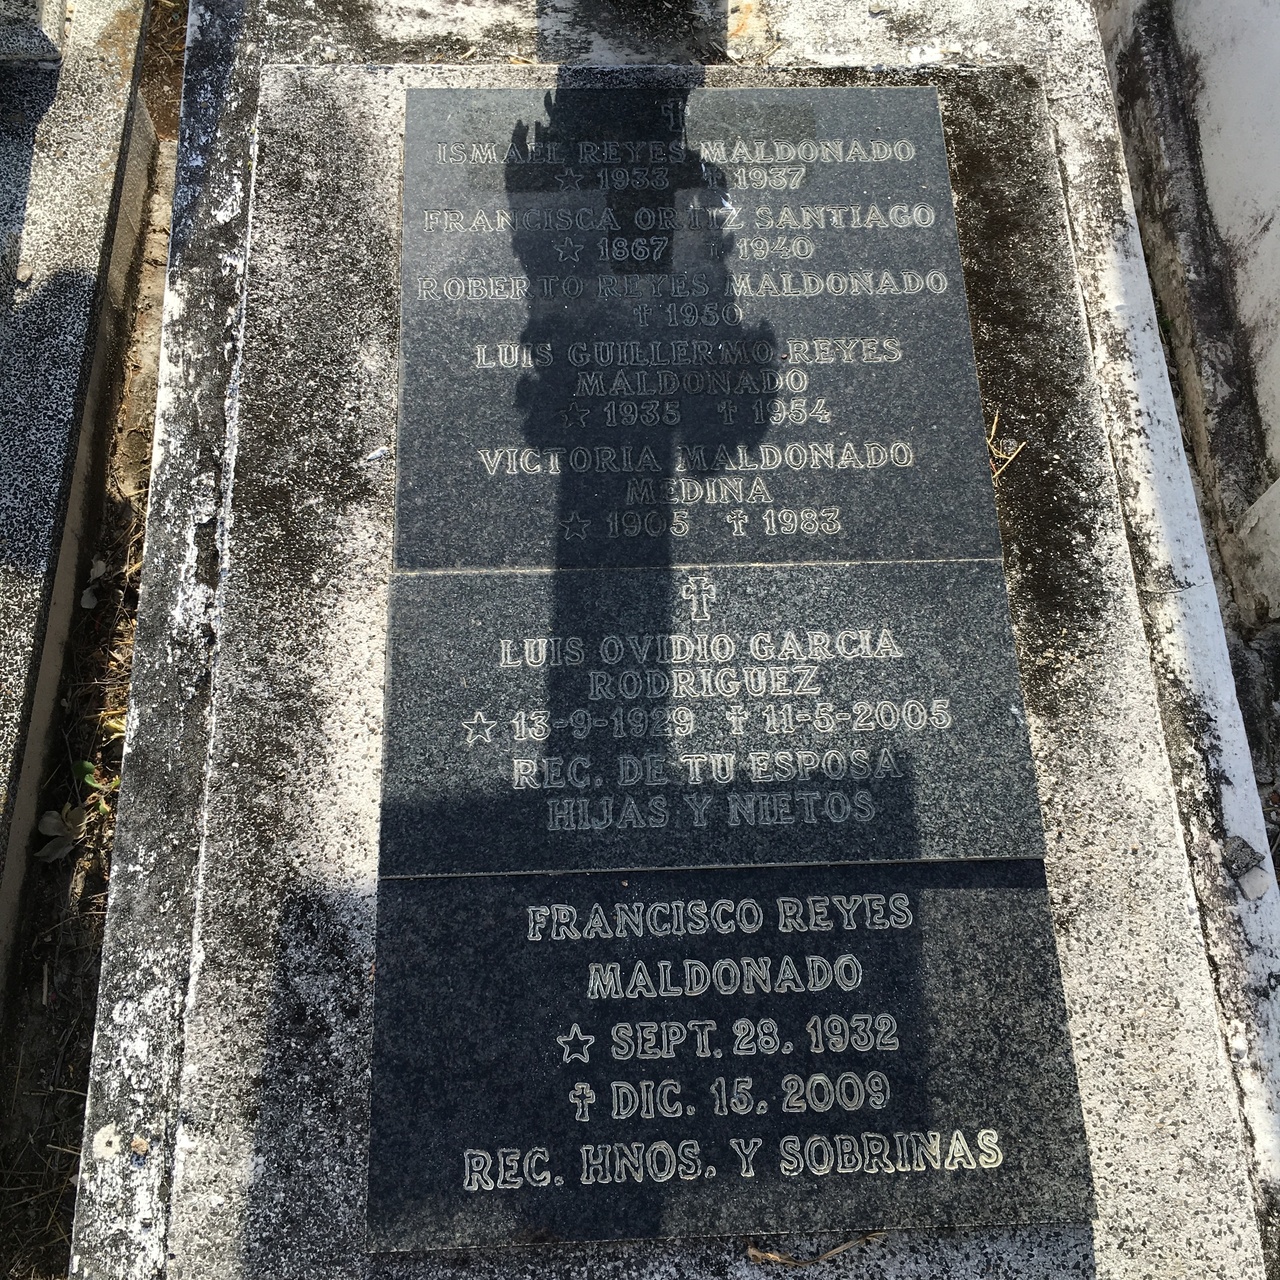 ISMAEL REYES MALDONADO
☆ 1933 ✝ 1937
FRANCISCA ORTIZ SANTIAGO
☆ 1867 ✝ 1940
ROBERTO REYES MALDONADO
✝ 1950
LUIS GUILLERMO REYES
MALDONADO
☆ 1935 ✝ 1954
VICTORIA MALDONADO
MEDINA
☆ 1905 ✝ 1983
LUIS OVIDIO GARCIA
RODRIGUEZ
☆ 13-9-1929 ✝ 11-5-2005
REC. DE TU ESPOSA
HIJAS Y NIETOS
FRANCISCO REYES
MALDONADO
☆ SEPT. 28. 1932
✝ DIC. 15. 2009
REC. HNOS. Y SOBRINAS